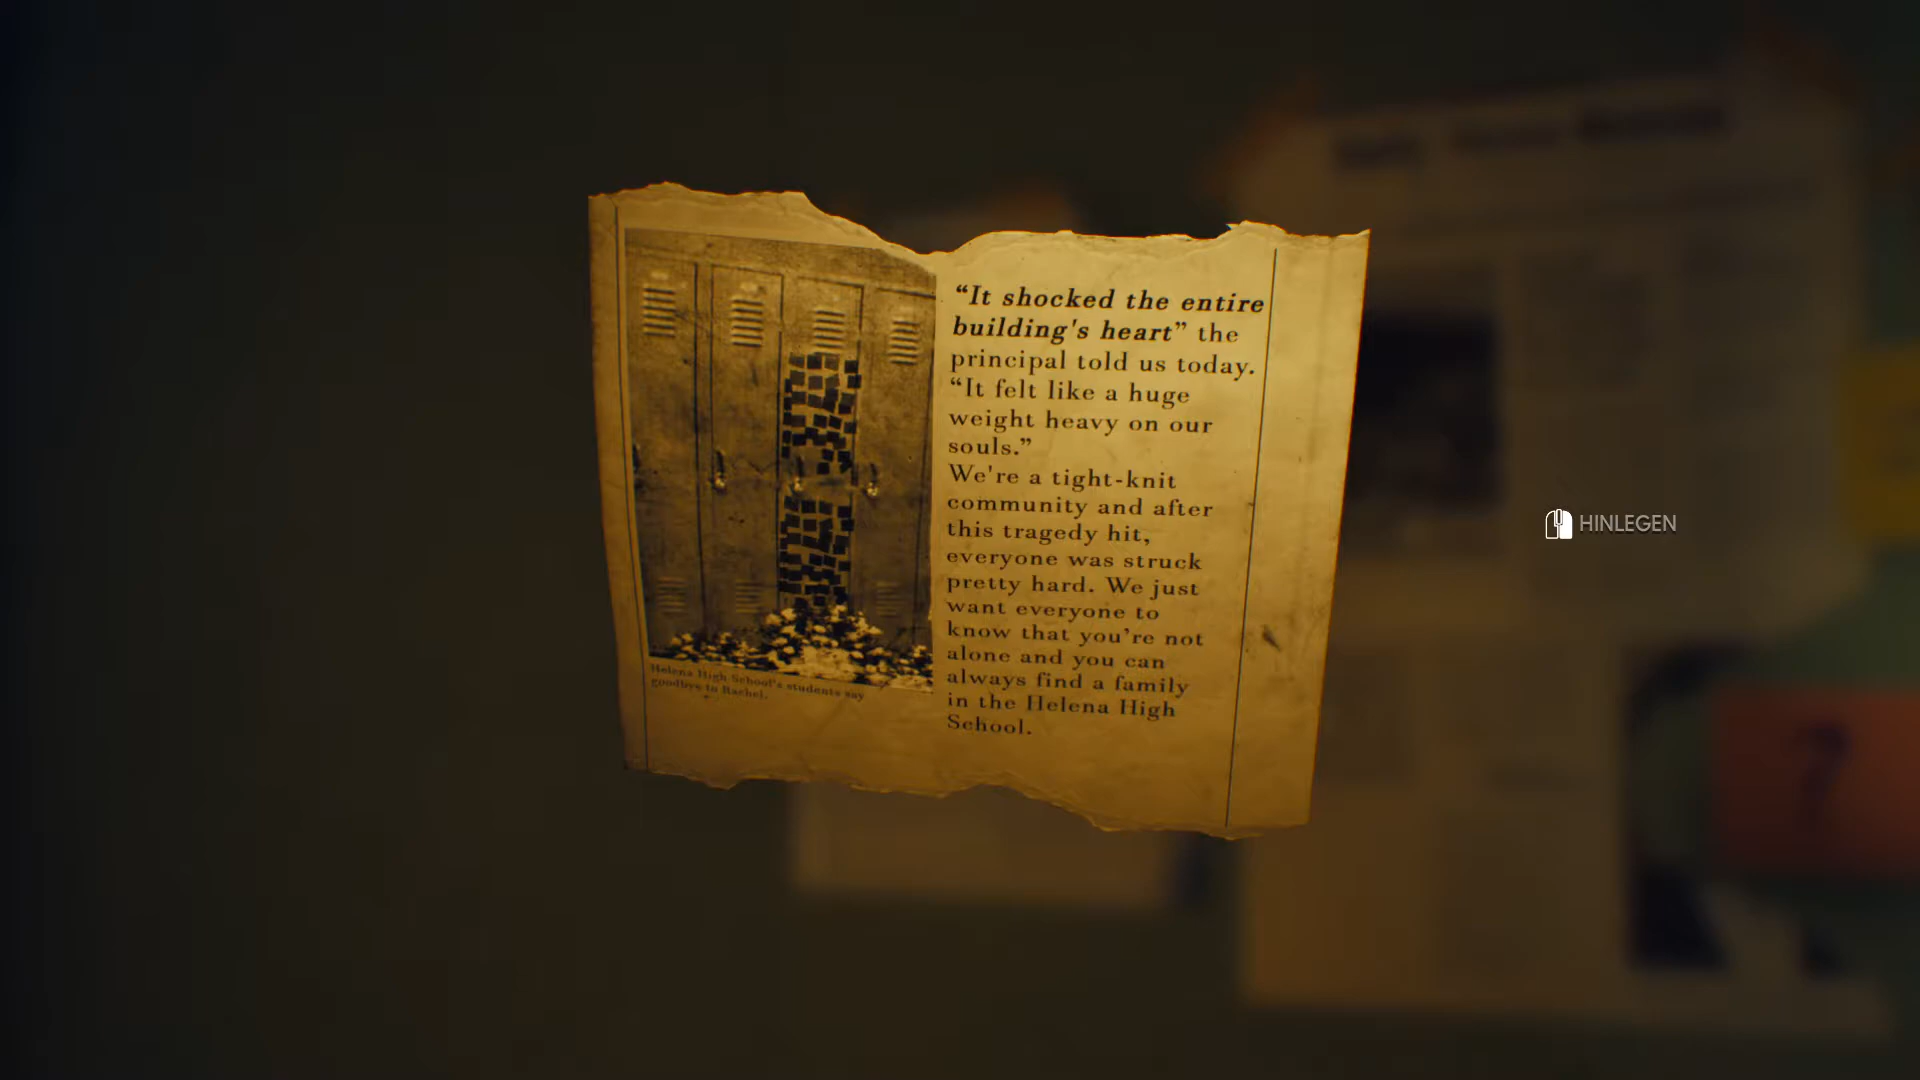 “It shocked the entire
building's heart” the
principal told us today.
“It felt like a huge
weight heavy on our
souls.”
We're a tight-knit
community and after
this tragedy hit,
everyone was struck
pretty hard. We just
want everyone to
know that you’re not
alone and you can
always find a family
in the Helena High
School.
Helena High School's students say
goodbye to Rachel.
HINLEGEN
?